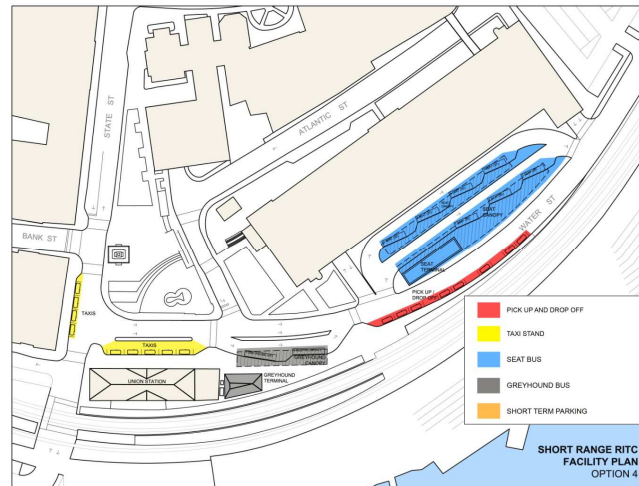 STATE ST
ATLANTIC ST
BANK ST
WATER ST
SEAT
CANOPY
SEAT
TERMINAL
PICK UP /
DROP OFF
TAXIS
TAXIS
GREYHOUND
CANOPY
UNION STATION
GREYHOUND
TERMINAL
PICK UP AND DROP OFF
TAXI STAND
SEAT BUS
GREYHOUND BUS
SHORT TERM PARKING
SHORT RANGE RITC
FACILITY PLAN
OPTION 4